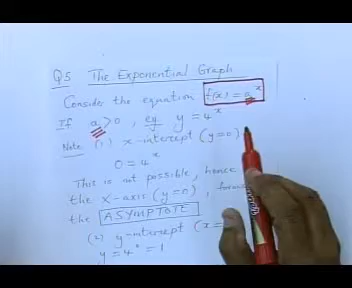 Q5 The Exponential Graph
Consider the equation f(x) = a^x
If a > 0, eg. y = 4^x
Note: (1) x-intercept (y=0)
0 = 4^x
This is not possible, hence
the X-axis (y=0), forms
the ASYMPTOTE
(2) y-intercept (x=
y = 4^0 = 1